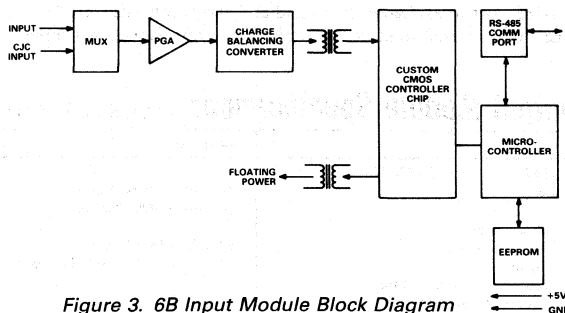 INPUT
CJC
INPUT
MUX
PGA
CHARGE
BALANCING
CONVERTER
CUSTOM
CMOS
CONTROLLER
CHIP
RS-485
COMM
PORT
MICRO-
CONTROLLER
FLOATING
POWER
EEPROM
+5V
GND
Figure 3. 6B Input Module Block Diagram